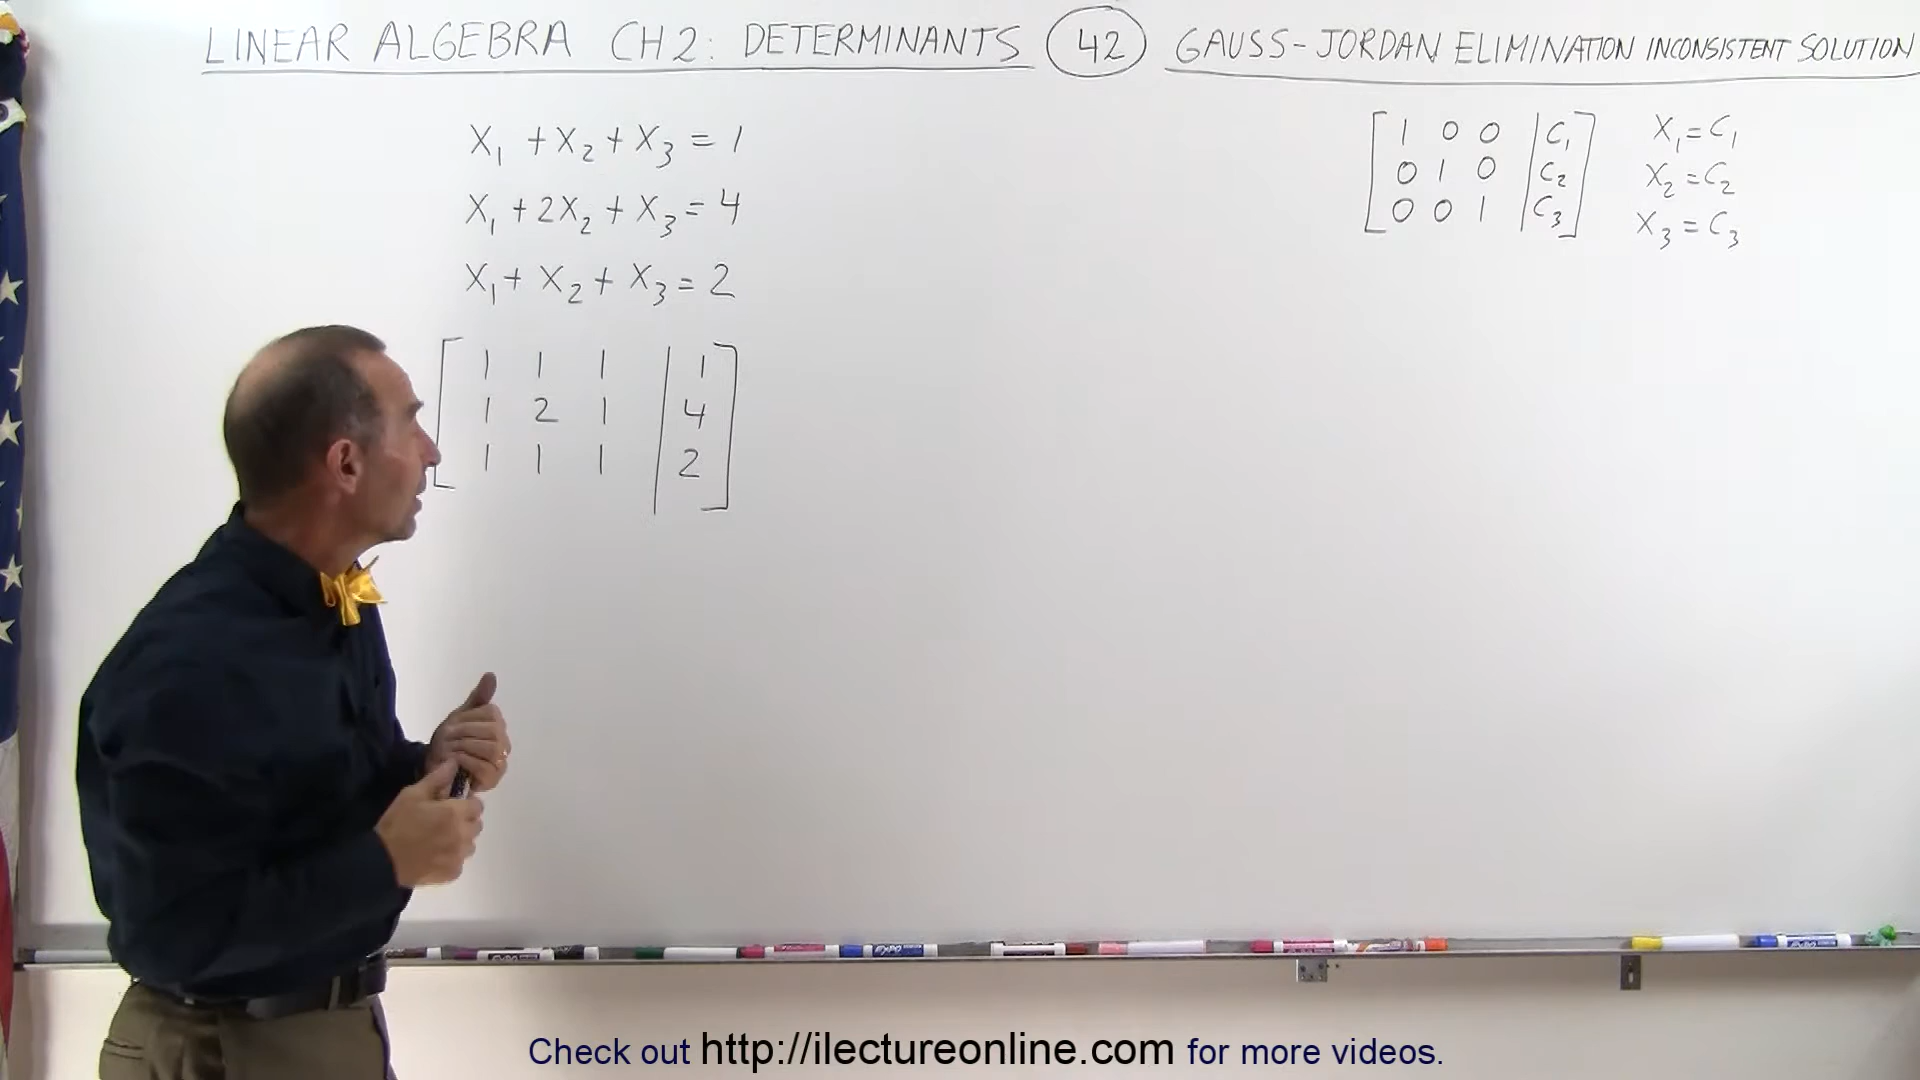 LINEAR ALGEBRA CH 2: DETERMINANTS 42 GAUSS-JORDAN ELIMINATION INCONSISTENT SOLUTION
X₁ + X₂ + X₃ = 1
X₁ + 2X₂ + X₃ = 4
X₁ + X₂ + X₃ = 2
1 1 1 | 1
1 2 1 | 4
1 1 1 | 2
1 0 0 | C₁ X₁ = C₁
0 1 0 | C₂ X₂ = C₂
0 0 1 | C₃ X₃ = C₃
EXPO
EXPO
Check out http://ilectureonline.com for more videos.